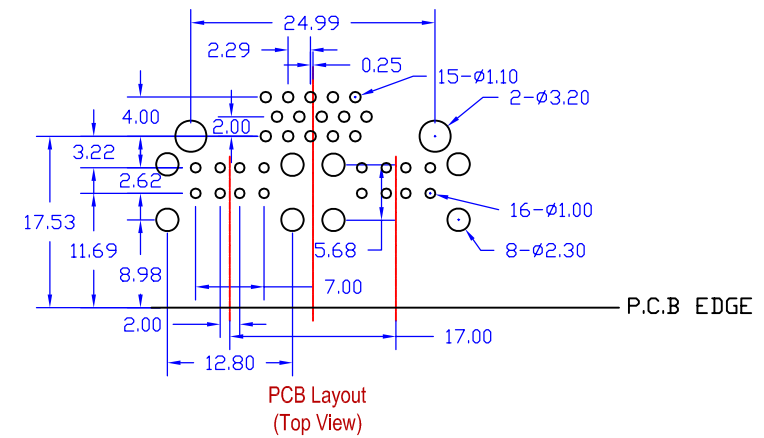 24.99
2.29
0.25
15-ø1.10
2-ø3.20
4.00
2.00
3.22
2.62
17.53
16-ø1.00
11.69
5.68
8-ø2.30
8.98
7.00
P.C.B EDGE
2.00
17.00
12.80
PCB Layout
(Top View)